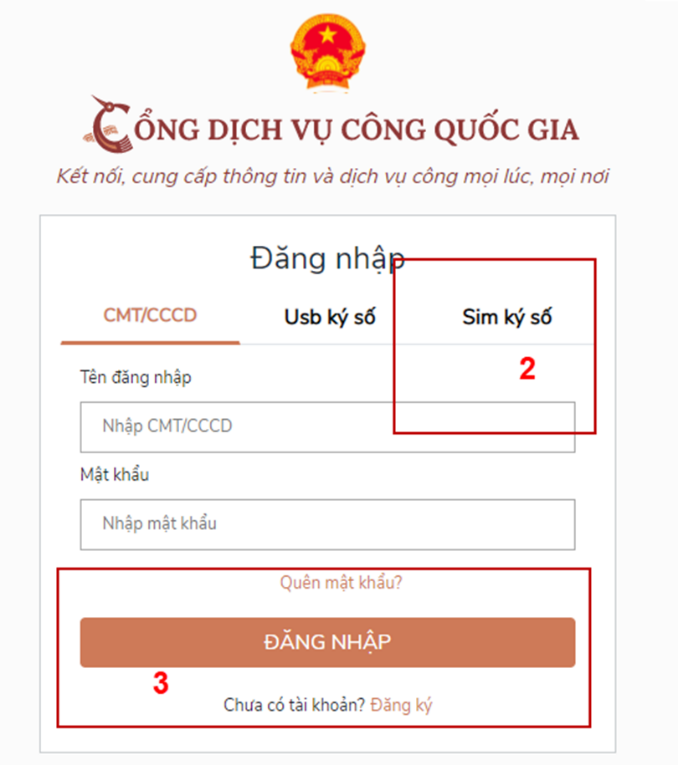 CỔNG DỊCH VỤ CÔNG QUỐC GIA
Kết nối, cung cấp thông tin và dịch vụ công mọi lúc, mọi nơi
Đăng nhập
CMT/CCCD Usb ký số Sim ký số
2
Tên đăng nhập
Nhập CMT/CCCD
Mật khẩu
Nhập mật khẩu
Quên mật khẩu?
ĐĂNG NHẬP
3
Chưa có tài khoản? Đăng ký